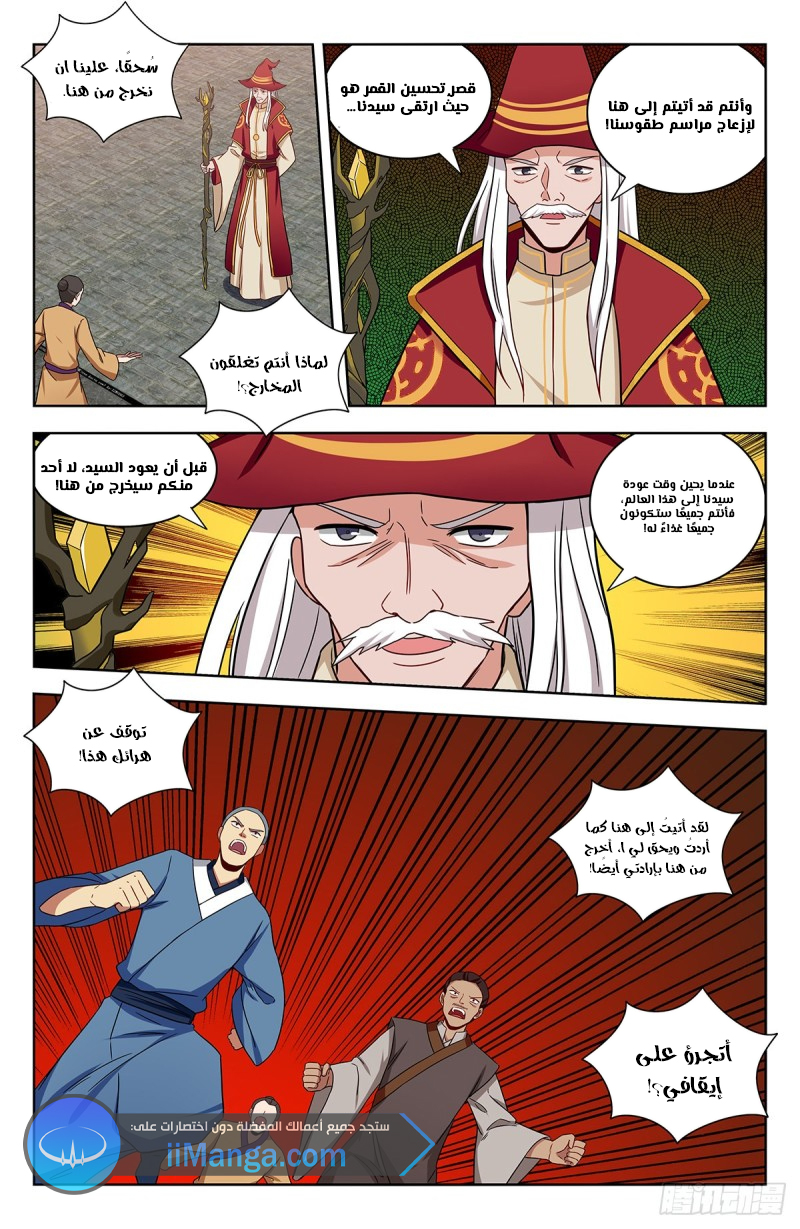 وأنتم قد أتيتم إلى هنا
لإزعاج مراسم طقوسنا!
قصر تحسين القمر هو
حيث ارتقى سيدنا...
سُحقًا، علينا ان
نخرج من هنا.
لماذا أنتم تغلقون
المخارج؟!
عندما يحين وقت عودة
سيدنا إلى هذا العالم،
فأنتم جميعًا ستكونون
جميعًا غذاءً له!
قبل أن يعود السيد، لا أحد
منكم سيخرج من هنا!
توقف عن
هرائك هذا!
لقد أتيتُ إلى هنا كما
أردتُ ويحق لي ا، أخرج
من هنا بإرادتي أيضًا!
أتجرؤ على
إيقافي؟!
ستجد جميع أعمالك المفضلة دون اختصارات على:
iiManga.com
腾讯动漫